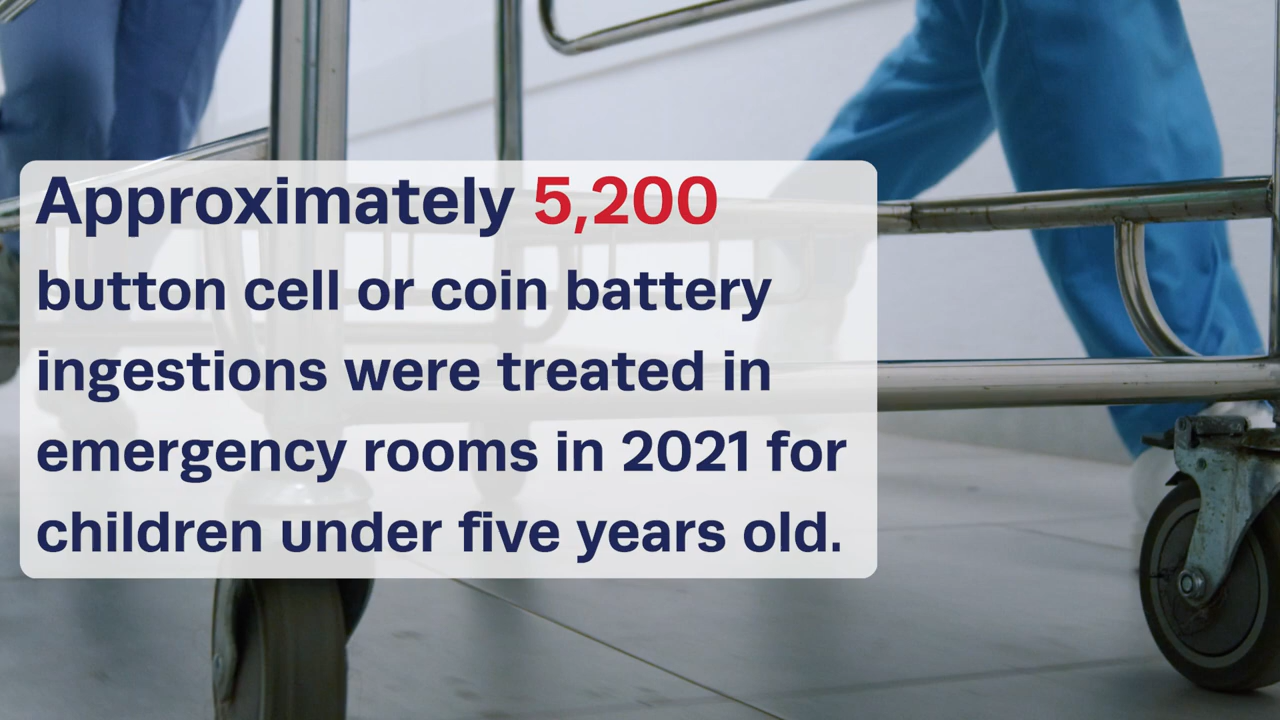 Approximately 5,200
button cell or coin battery
ingestions were treated in
emergency rooms in 2021 for
children under five years old.